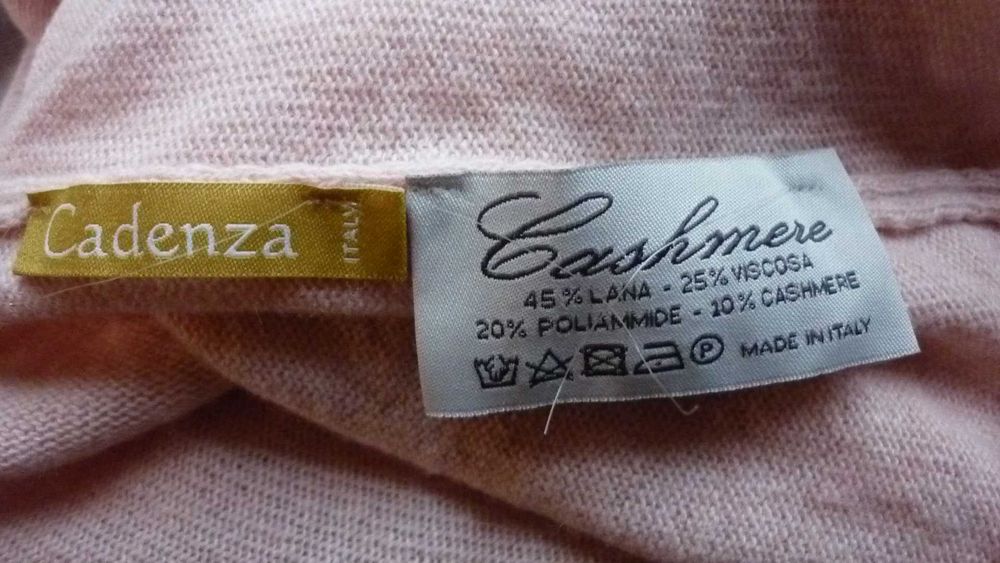 Cadenza
ITALY
Cashmere
45% LANA - 25% VISCOSA
20% POLIAMMIDE - 10% CASHMERE
P MADE IN ITALY